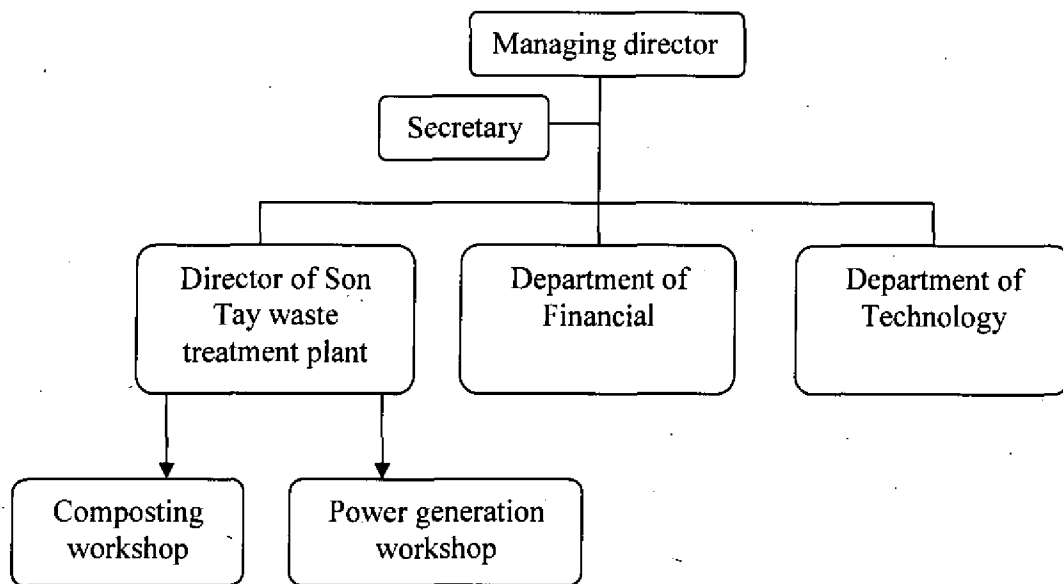 Managing director
Secretary
Director of Son
Tay waste
treatment plant
Department of
Financial
Department of
Technology
Composting
workshop
Power generation
workshop